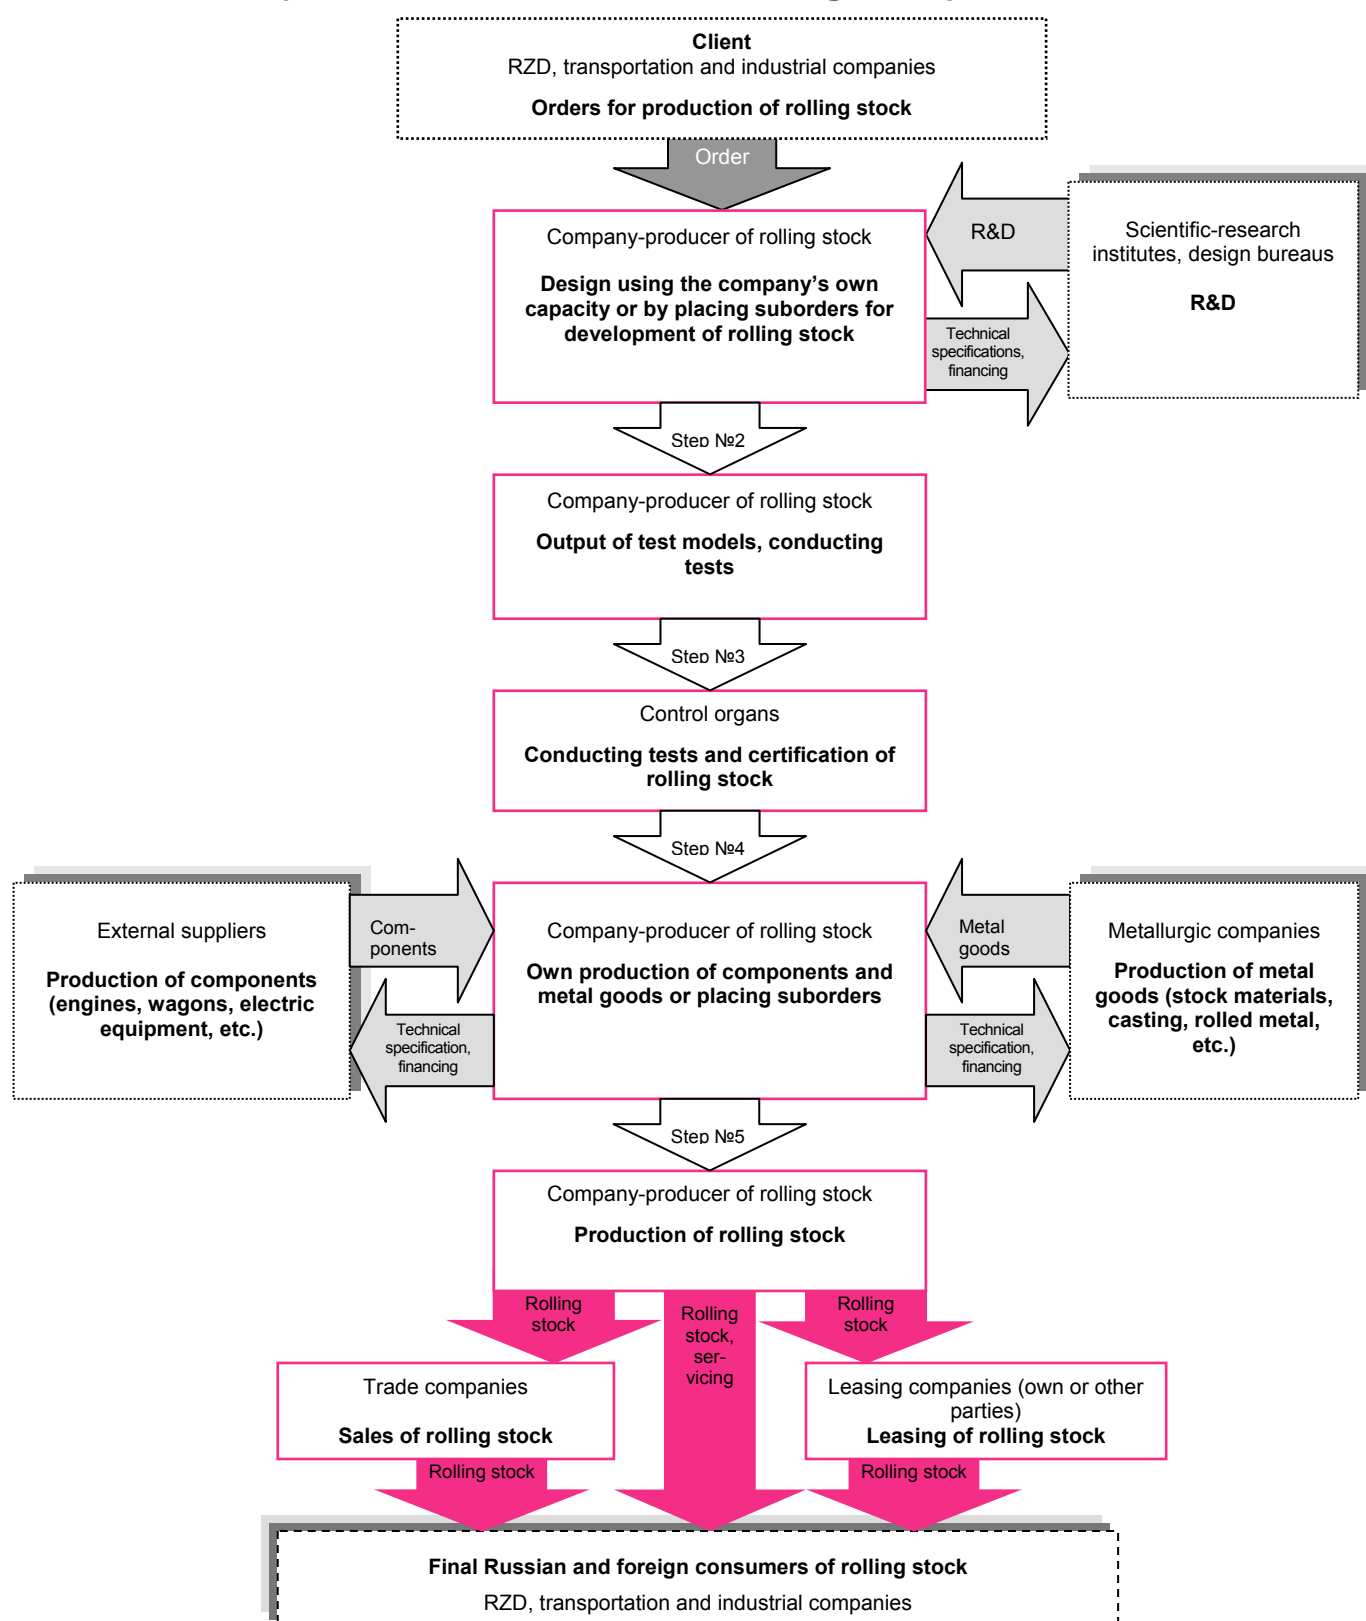 Client
RZD, transportation and industrial companies
Orders for production of rolling stock
Order
Company-producer of rolling stock
Design using the company’s own
capacity or by placing suborders for
development of rolling stock
R&D
Scientific-research
institutes, design bureaus
R&D
Technical
specifications,
financing
Step №2
Company-producer of rolling stock
Output of test models, conducting
tests
Step №3
Control organs
Conducting tests and certification of
rolling stock
Step №4
External suppliers
Production of components
(engines, wagons, electric
equipment, etc.)
Com-
ponents
Technical
specification,
financing
Company-producer of rolling stock
Own production of components and
metal goods or placing suborders
Metal
goods
Technical
specification,
financing
Metallurgic companies
Production of metal
goods (stock materials,
casting, rolled metal,
etc.)
Step №5
Company-producer of rolling stock
Production of rolling stock
Rolling
stock
Rolling
stock,
ser-
vicing
Rolling
stock
Trade companies
Sales of rolling stock
Leasing companies (own or other
parties)
Leasing of rolling stock
Rolling stock
Rolling stock
Final Russian and foreign consumers of rolling stock
RZD, transportation and industrial companies